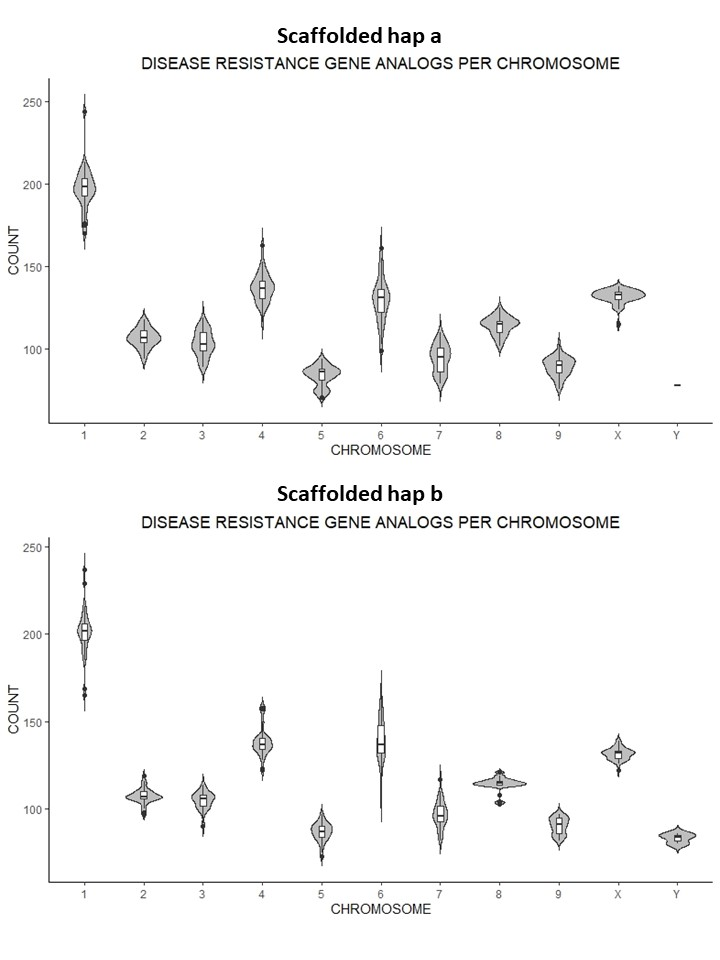 Scaffolded hap a
DISEASE RESISTANCE GENE ANALOGS PER CHROMOSOME
250
200
150
100
COUNT
1 2 3 4 5 6 7 8 9 X Y
CHROMOSOME
Scaffolded hap b
DISEASE RESISTANCE GENE ANALOGS PER CHROMOSOME
250
200
150
100
COUNT
1 2 3 4 5 6 7 8 9 X Y
CHROMOSOME